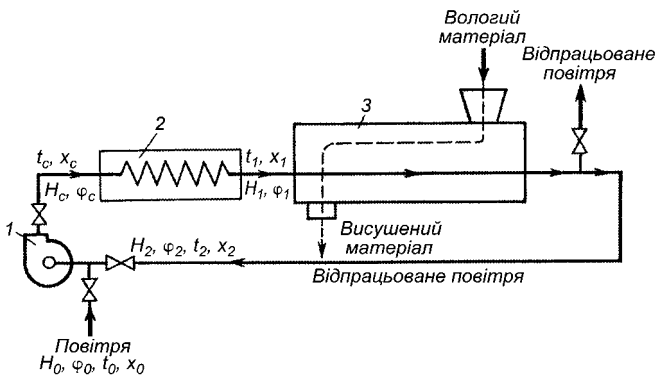 Вологий
матеріал
Відпрацьоване
повітря
3
2
t_c, x_c
t_1, x_1
H_c, φ_c
H_1, φ_1
1
Висушений
матеріал
H_2, φ_2, t_2, x_2
Відпрацьоване повітря
Повітря
H_0, φ_0, t_0, x_0